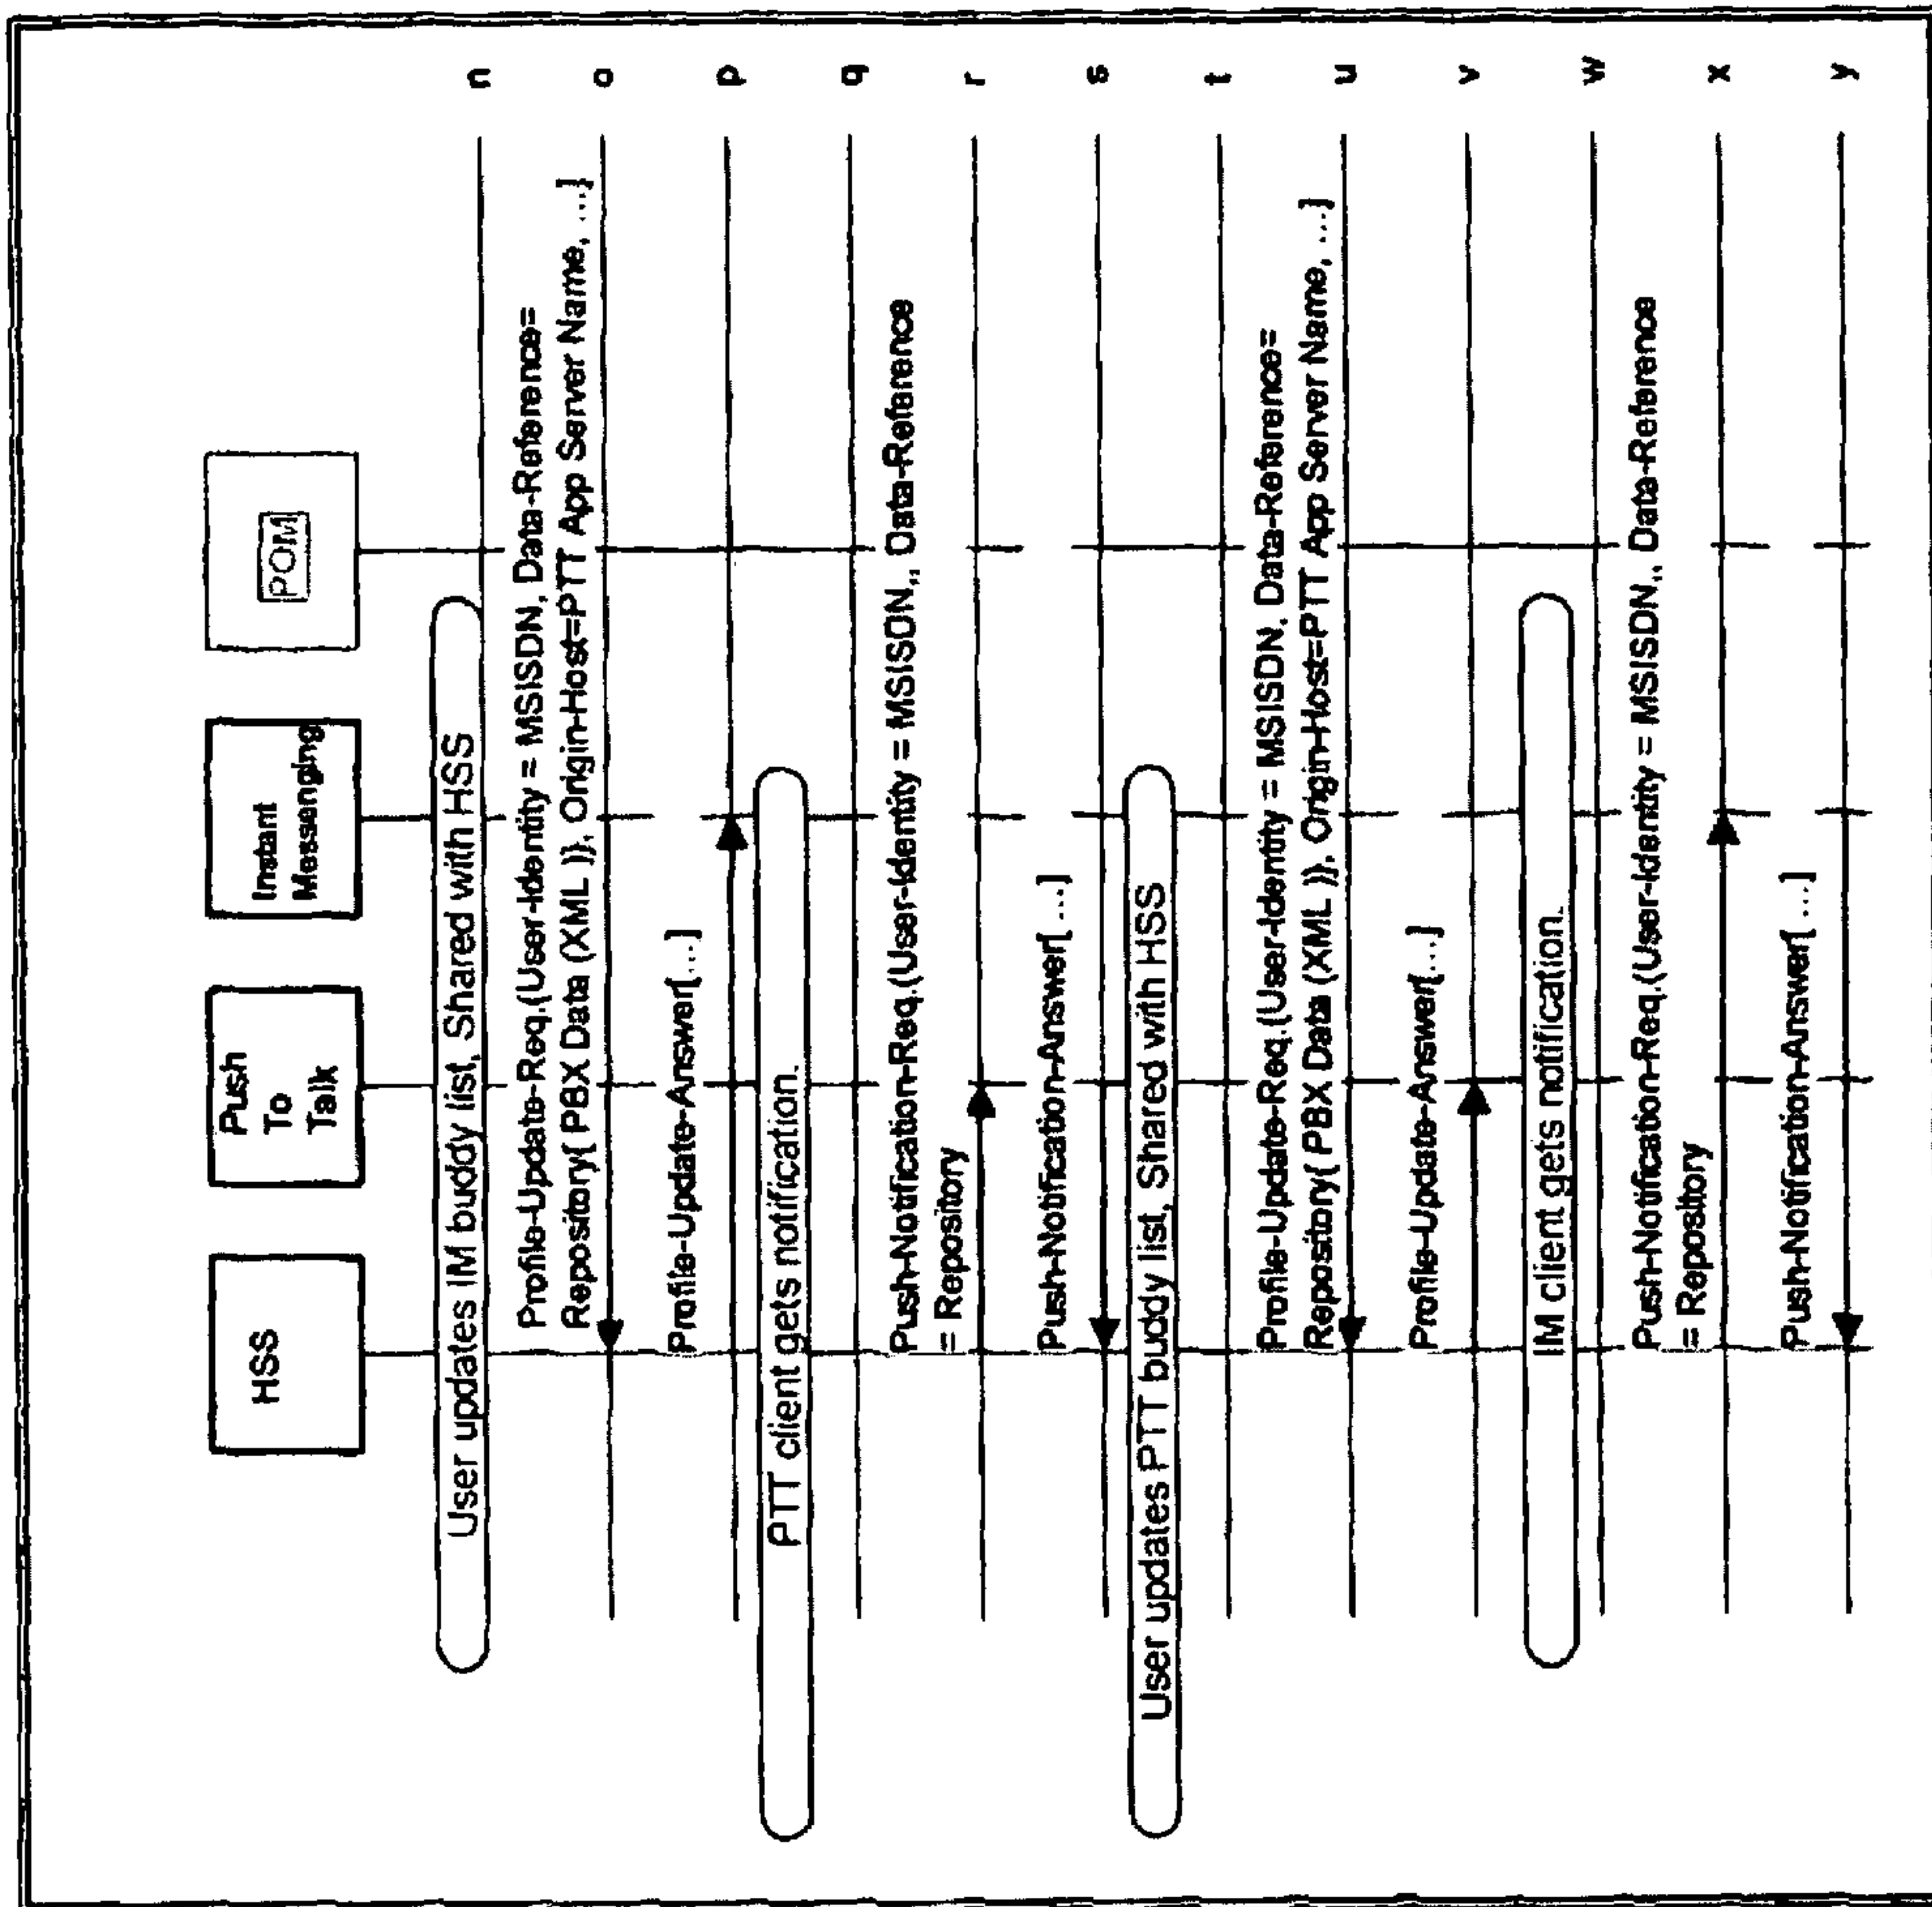 HSS
Push
To
Talk
Instant
Messenging
POM
User updates IM buddy list, Shared with HSS
n
Profile-Update-Req.(User-Identity = MSISDN, Data-Reference=
Repository{ PBX Data (XML )}, Origin-Host=PTT App Server Name, ...]
o
Profile-Update-Answer[...]
p
PTT client gets notification.
q
Push-Notification-Req.(User-Identity = MSISDN,, Data-Reference
= Repository
r
Push-Notification-Answer[...]
s
User updates PTT buddy list, Shared with HSS
t
Profile-Update-Req.(User-Identity = MSISDN, Data-Reference=
Repository{ PBX Data (XML )}, Origin-Host=PTT App Server Name, ...]
u
Profile-Update-Answer[...]
v
IM client gets notification.
w
Push-Notification-Req.(User-Identity = MSISDN,, Data-Reference
= Repository
x
Push-Notification-Answer[...]
y